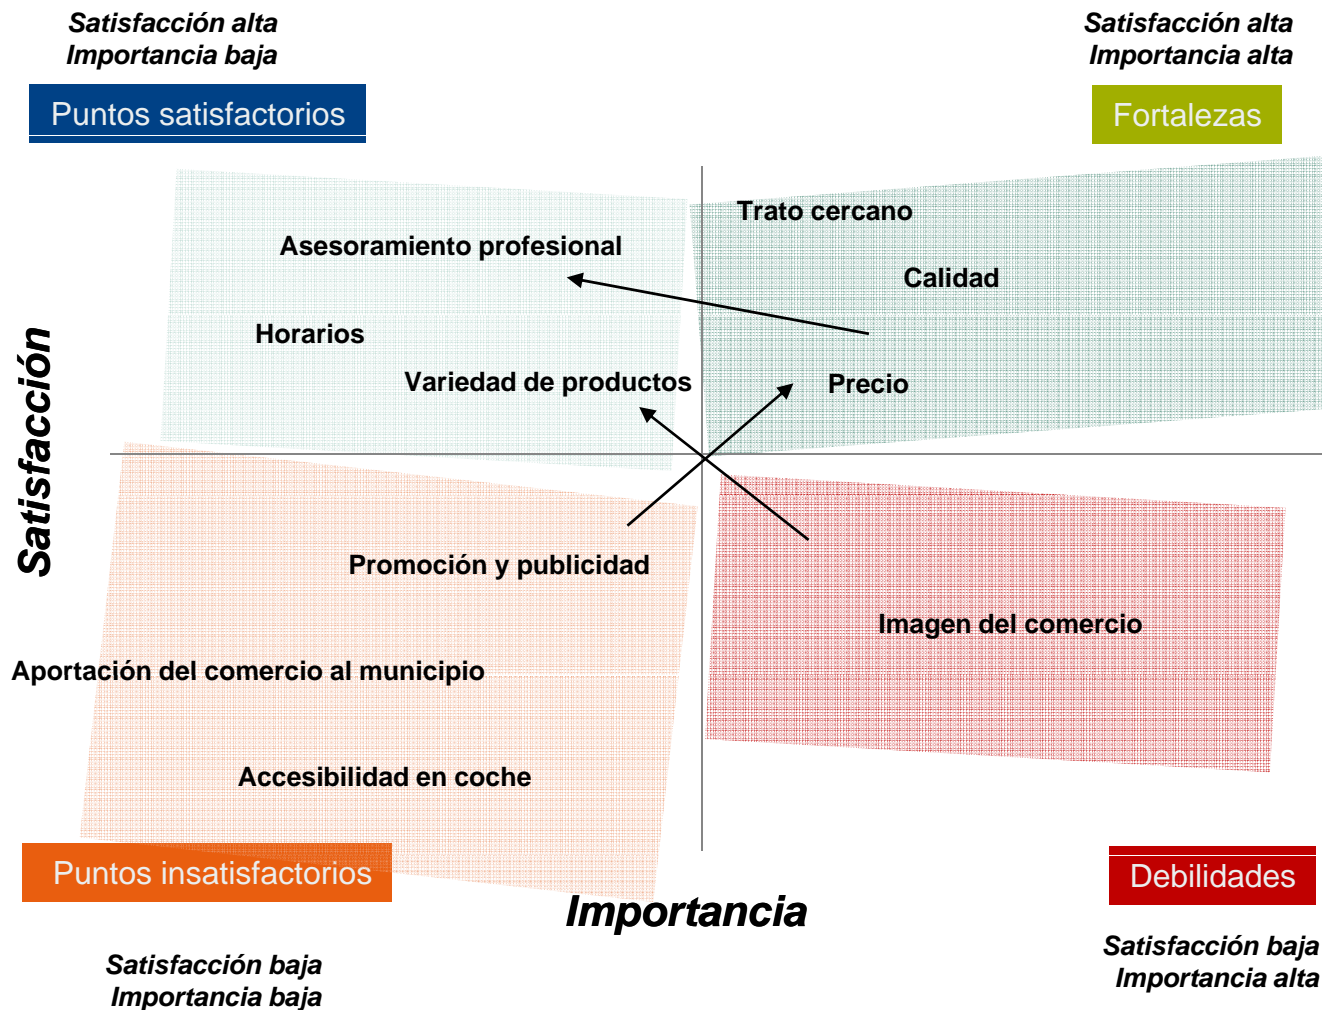 Satisfacción alta
Importancia baja
Satisfacción alta
Importancia alta
Puntos satisfactorios
Fortalezas
Trato cercano
Asesoramiento profesional
Calidad
Horarios
Variedad de productos
Precio
Satisfacción
Promoción y publicidad
Imagen del comercio
Aportación del comercio al municipio
Accesibilidad en coche
Puntos insatisfactorios
Debilidades
Importancia
Satisfacción baja
Importancia baja
Satisfacción baja
Importancia alta